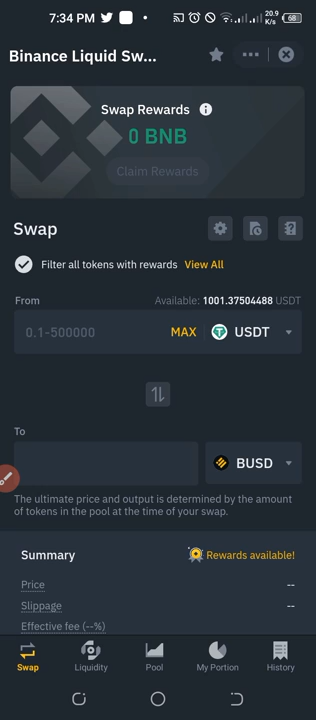 7:34 PM
20.9
K/s
68
Binance Liquid Sw...
Swap Rewards
0 BNB
Claim Rewards
Swap
Filter all tokens with rewards View All
From Available: 1001.37504488 USDT
0.1-500000 MAX USDT
To
BUSD
The ultimate price and output is determined by the amount
of tokens in the pool at the time of your swap.
Summary Rewards available!
Price --
Slippage --
Effective fee (--%)
Swap Liquidity Pool My Portion History